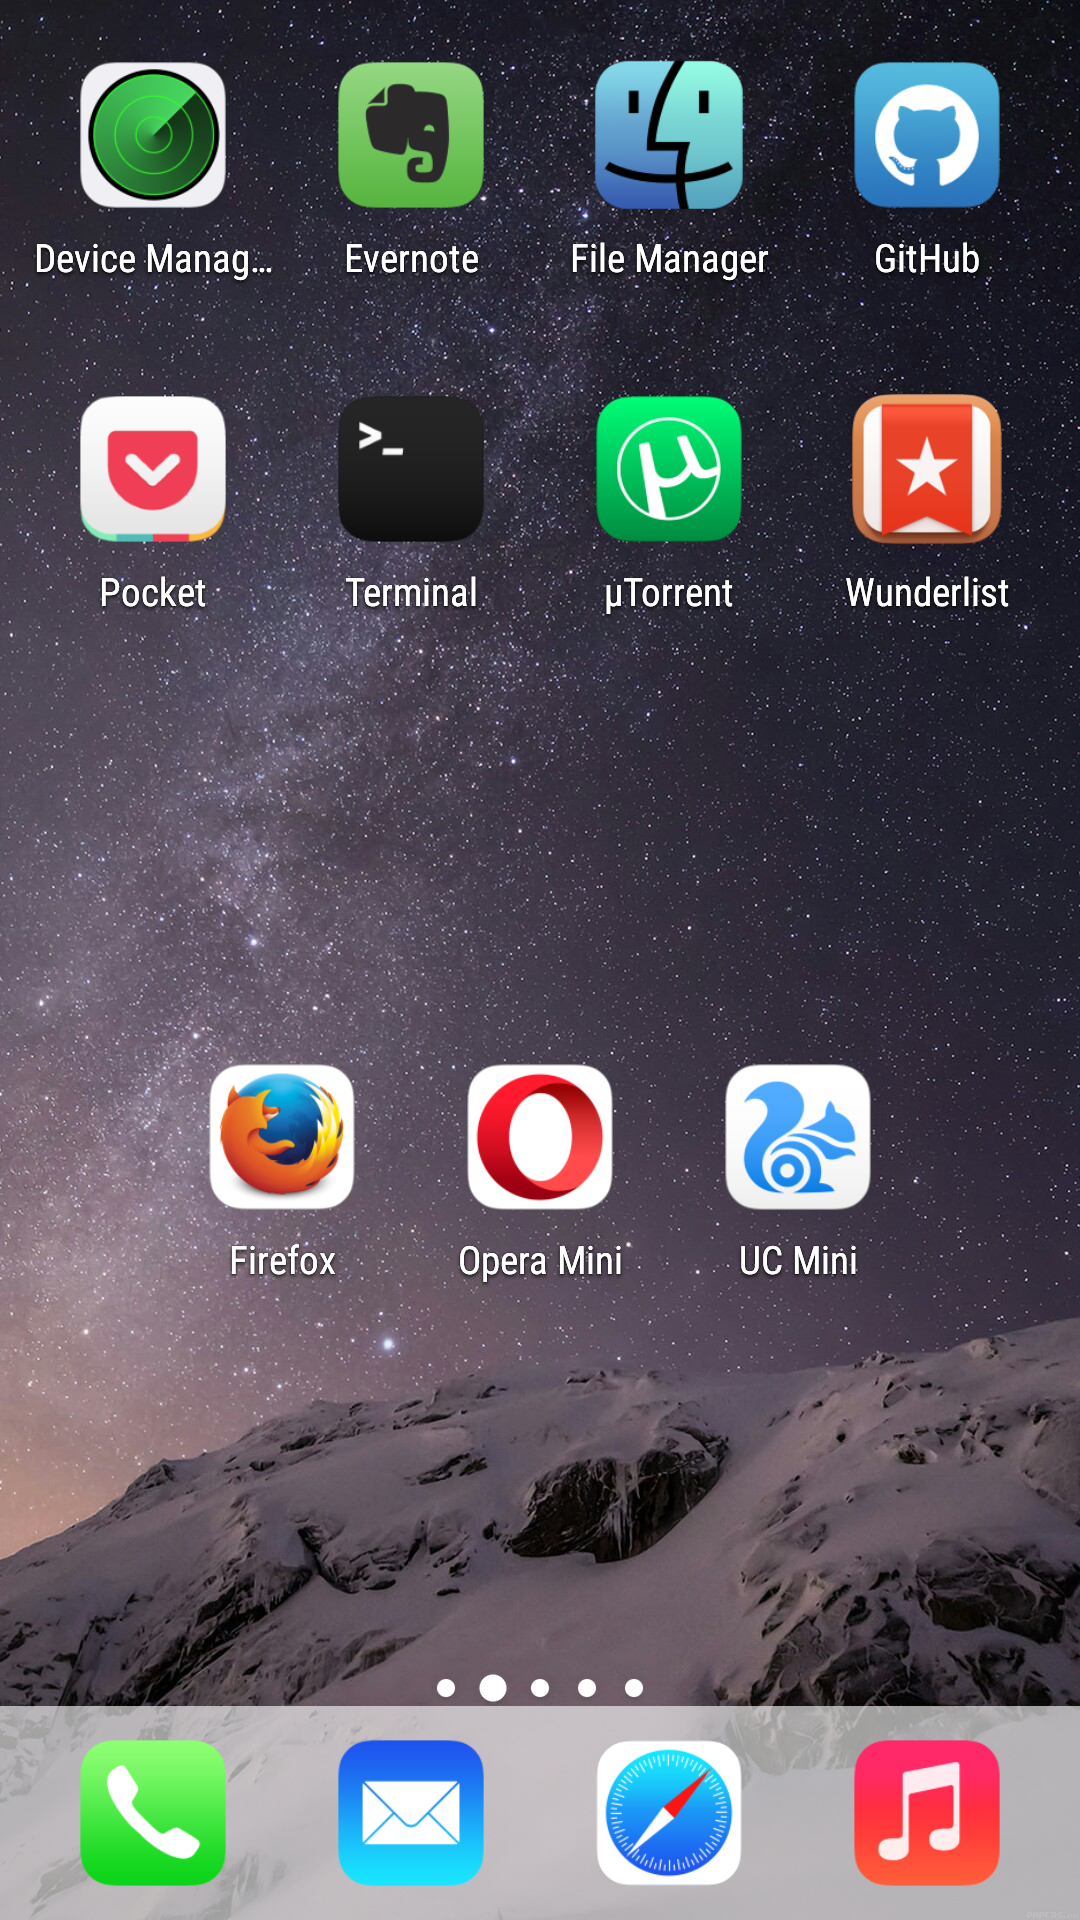 Device Manag...
Evernote
File Manager
GitHub
>_
µ
Pocket
Terminal
µTorrent
Wunderlist
Firefox
Opera Mini
UC Mini